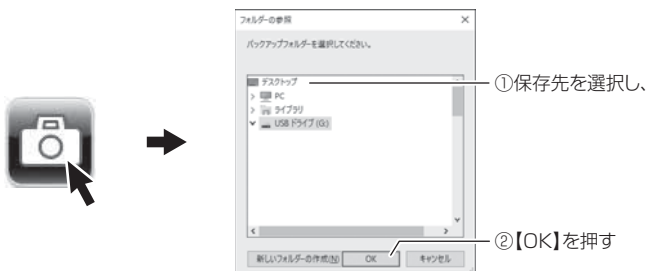 フォルダーの参照
バックアップフォルダーを選択してください。
デスクトップ
PC
ライブラリ
USB ドライブ (G:)
①保存先を選択し、
新しいフォルダーの作成(N)
OK
キャンセル
②【OK】を押す